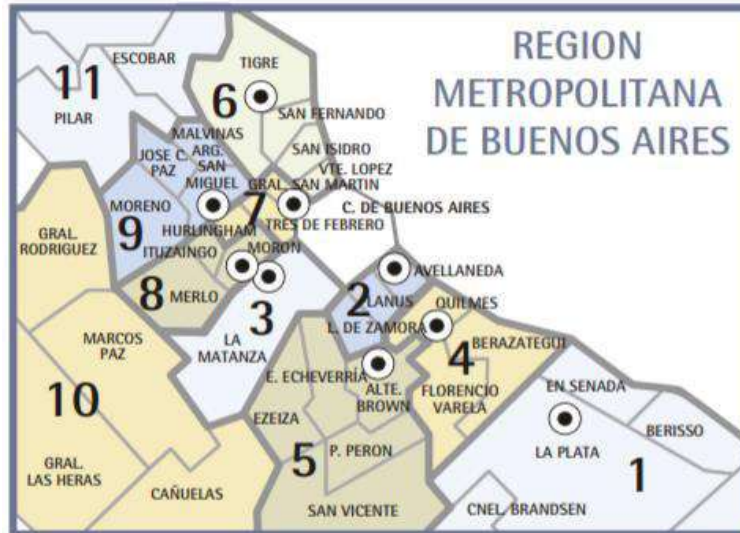 REGION
METROPOLITANA
DE BUENOS AIRES
11
ESCOBAR
PILAR
TIGRE
6
SAN FERNANDO
SAN ISIDRO
VTE. LOPEZ
MALVINAS
ARG.
JOSE C.
PAZ
SAN
MIGUEL
GRAL. SAN MARTIN
MORENO
7
C. DE BUENOS AIRES
HURLINGHAM
TRES DE FEBRERO
9
ITUZAINGO
MORON
GRAL.
RODRIGUEZ
8
MERLO
3
2
AVELLANEDA
LANUS
QUILMES
L. DE ZAMORA
MARCOS
PAZ
LA
MATANZA
4
BERAZATEGUI
E. ECHEVERRÍA
ALTE.
BROWN
FLORENCIO
VARELA
EN SENADA
10
EZEIZA
BERISSO
5
P. PERON
LA PLATA
1
GRAL.
LAS HERAS
CAÑUELAS
SAN VICENTE
CNEL. BRANDSEN